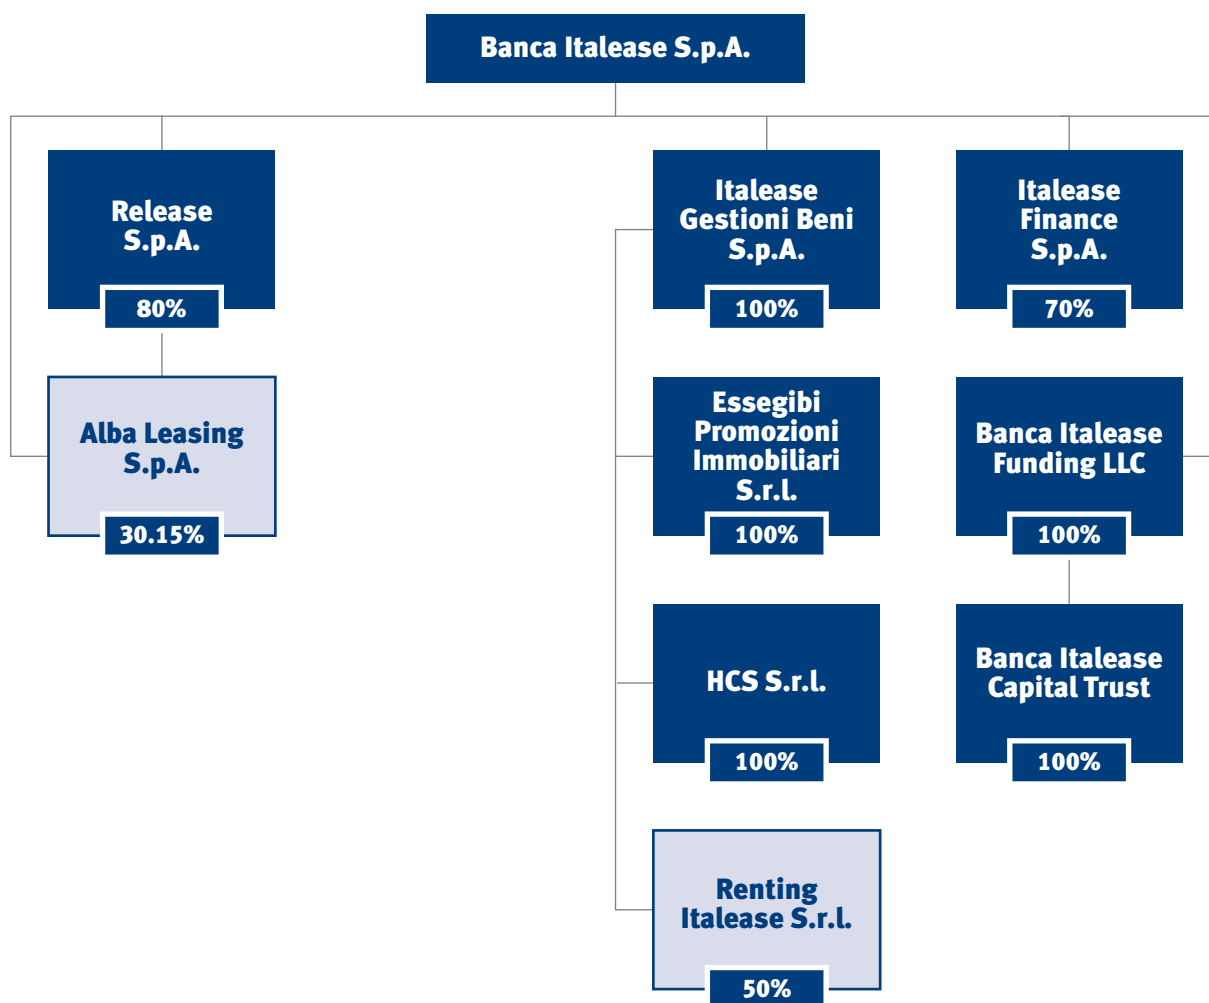 Banca Italease S.p.A.
Release
S.p.A.
80%
Alba Leasing
S.p.A.
30.15%
Italease
Gestioni Beni
S.p.A.
100%
Essegibi
Promozioni
Immobiliari
S.r.l.
100%
HCS S.r.l.
100%
Renting
Italease S.r.l.
50%
Italease
Finance
S.p.A.
70%
Banca Italease
Funding LLC
100%
Banca Italease
Capital Trust
100%